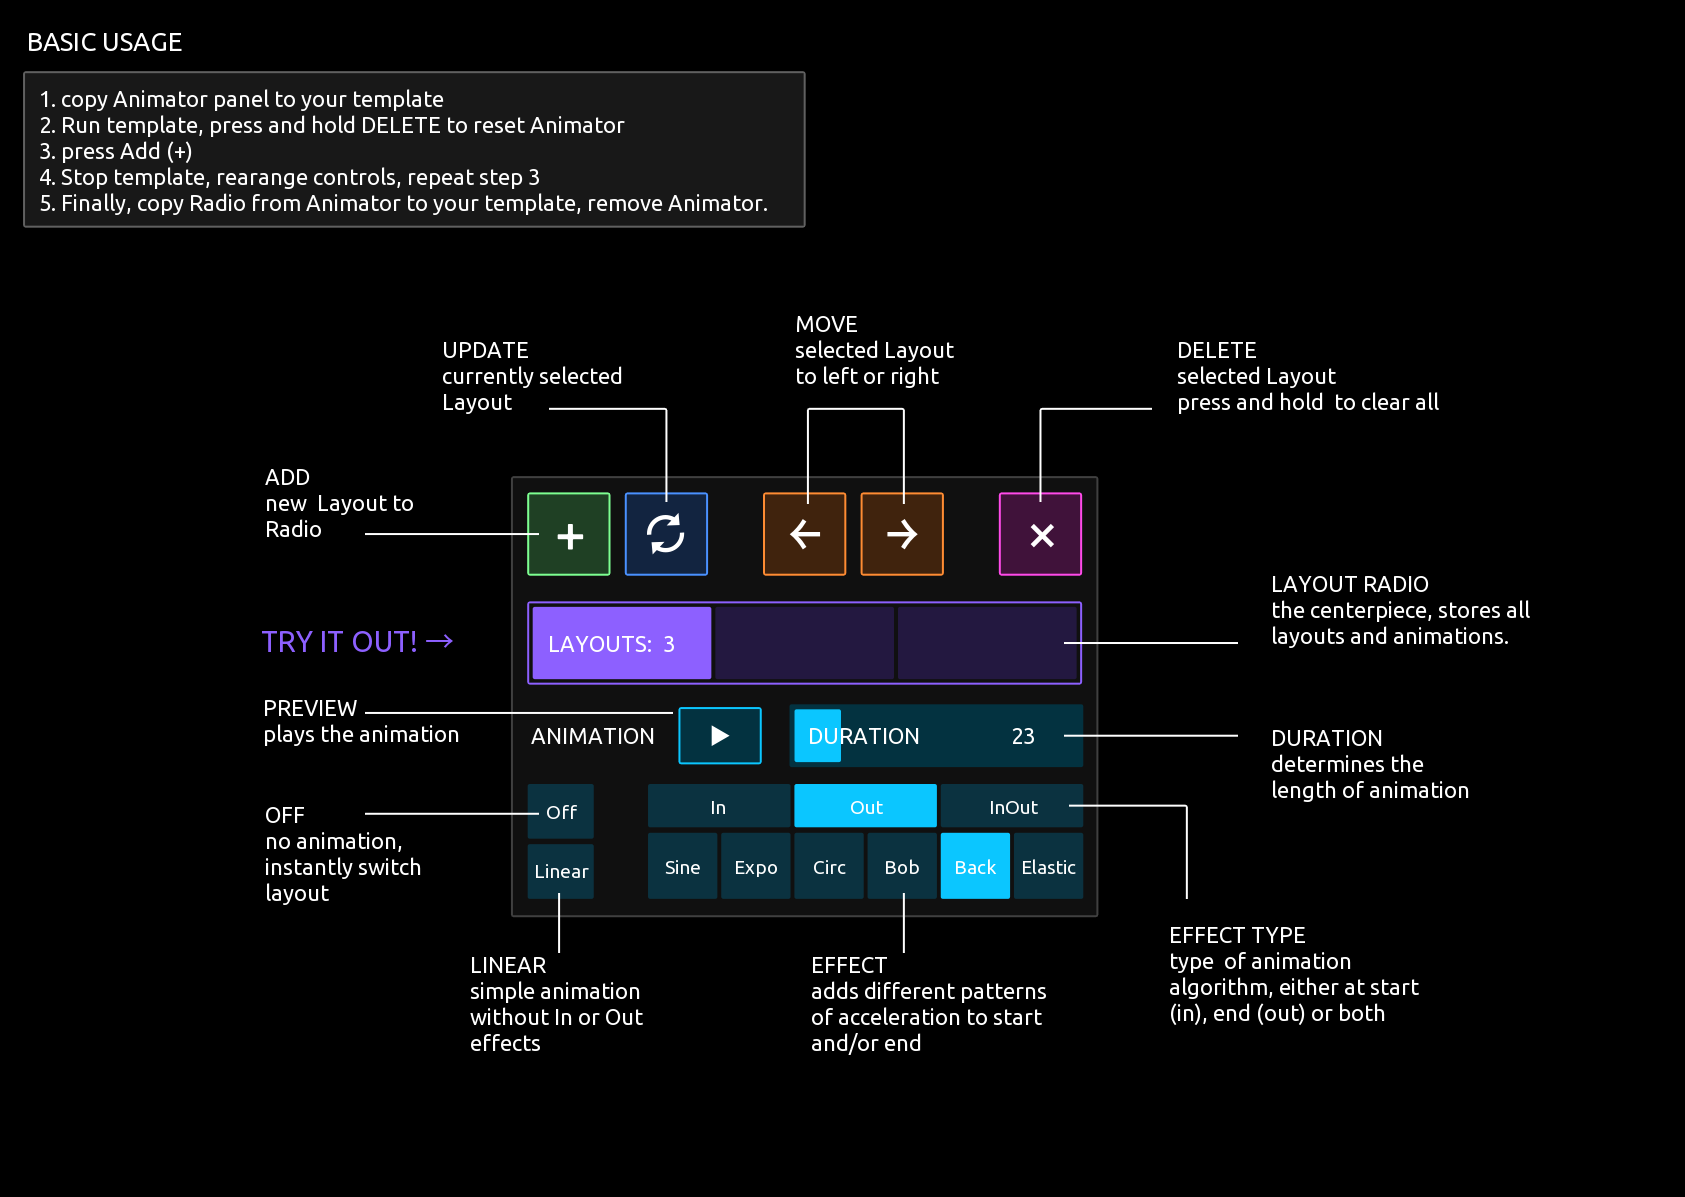 BASIC USAGE
1. copy Animator panel to your template
2. Run template, press and hold DELETE to reset Animator
3. press Add (+)
4. Stop template, rearange controls, repeat step 3
5. Finally, copy Radio from Animator to your template, remove Animator.
UPDATE
currently selected
Layout
MOVE
selected Layout
to left or right
DELETE
selected Layout
press and hold  to clear all
ADD
new  Layout to
Radio
LAYOUT RADIO
the centerpiece, stores all
layouts and animations.
TRY IT OUT! →
LAYOUTS:  3
PREVIEW
plays the animation
ANIMATION
DURATION 23
DURATION
determines the
length of animation
OFF
no animation,
instantly switch
layout
Off
In Out InOut
Linear
Sine Expo Circ Bob Back Elastic
LINEAR
simple animation
without In or Out
effects
EFFECT
adds different patterns
of acceleration to start
and/or end
EFFECT TYPE
type  of animation
algorithm, either at start
(in), end (out) or both